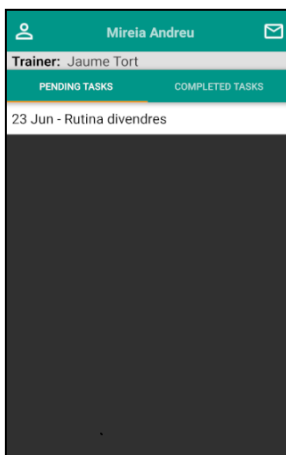 Mireia Andreu
Trainer: Jaume Tort
PENDING TASKS COMPLETED TASKS
23 Jun - Rutina divendres